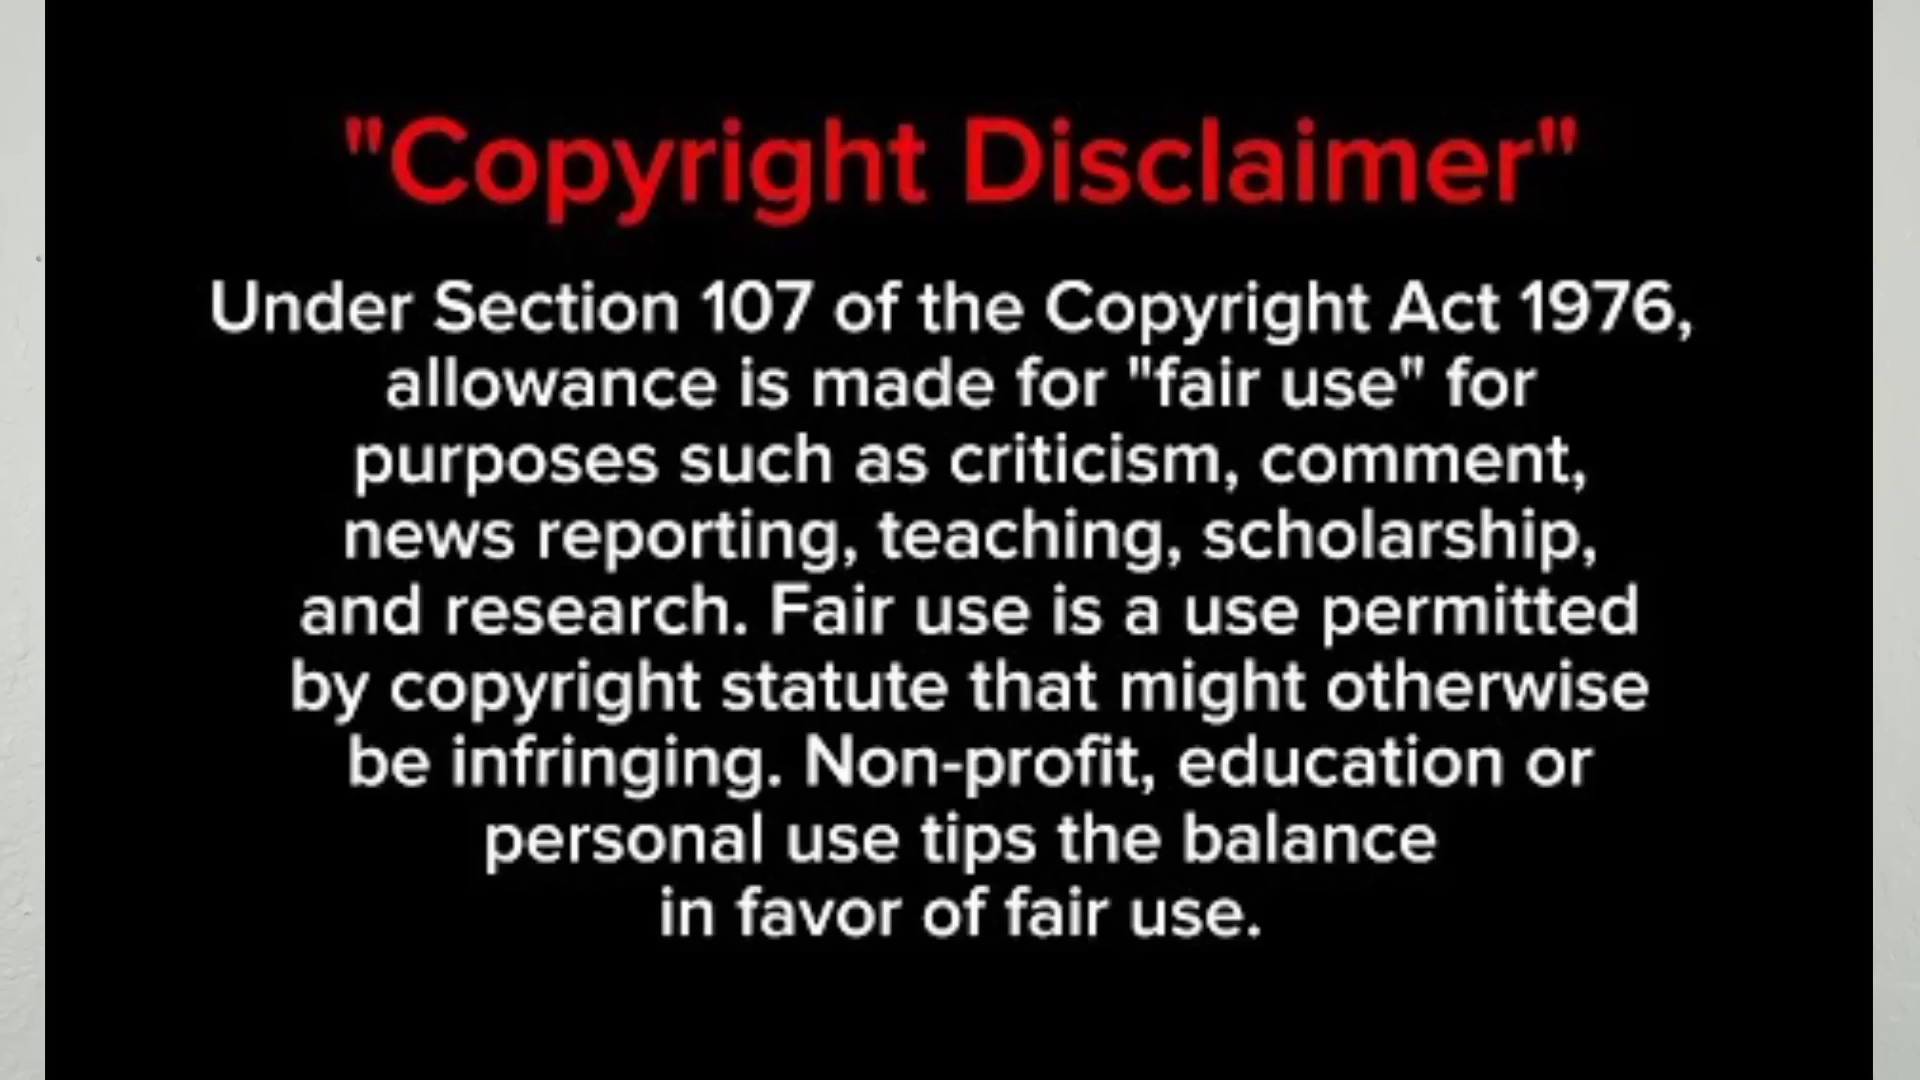 "Copyright Disclaimer"
Under Section 107 of the Copyright Act 1976,
allowance is made for "fair use" for
purposes such as criticism, comment,
news reporting, teaching, scholarship,
and research. Fair use is a use permitted
by copyright statute that might otherwise
be infringing. Non-profit, education or
personal use tips the balance
in favor of fair use.